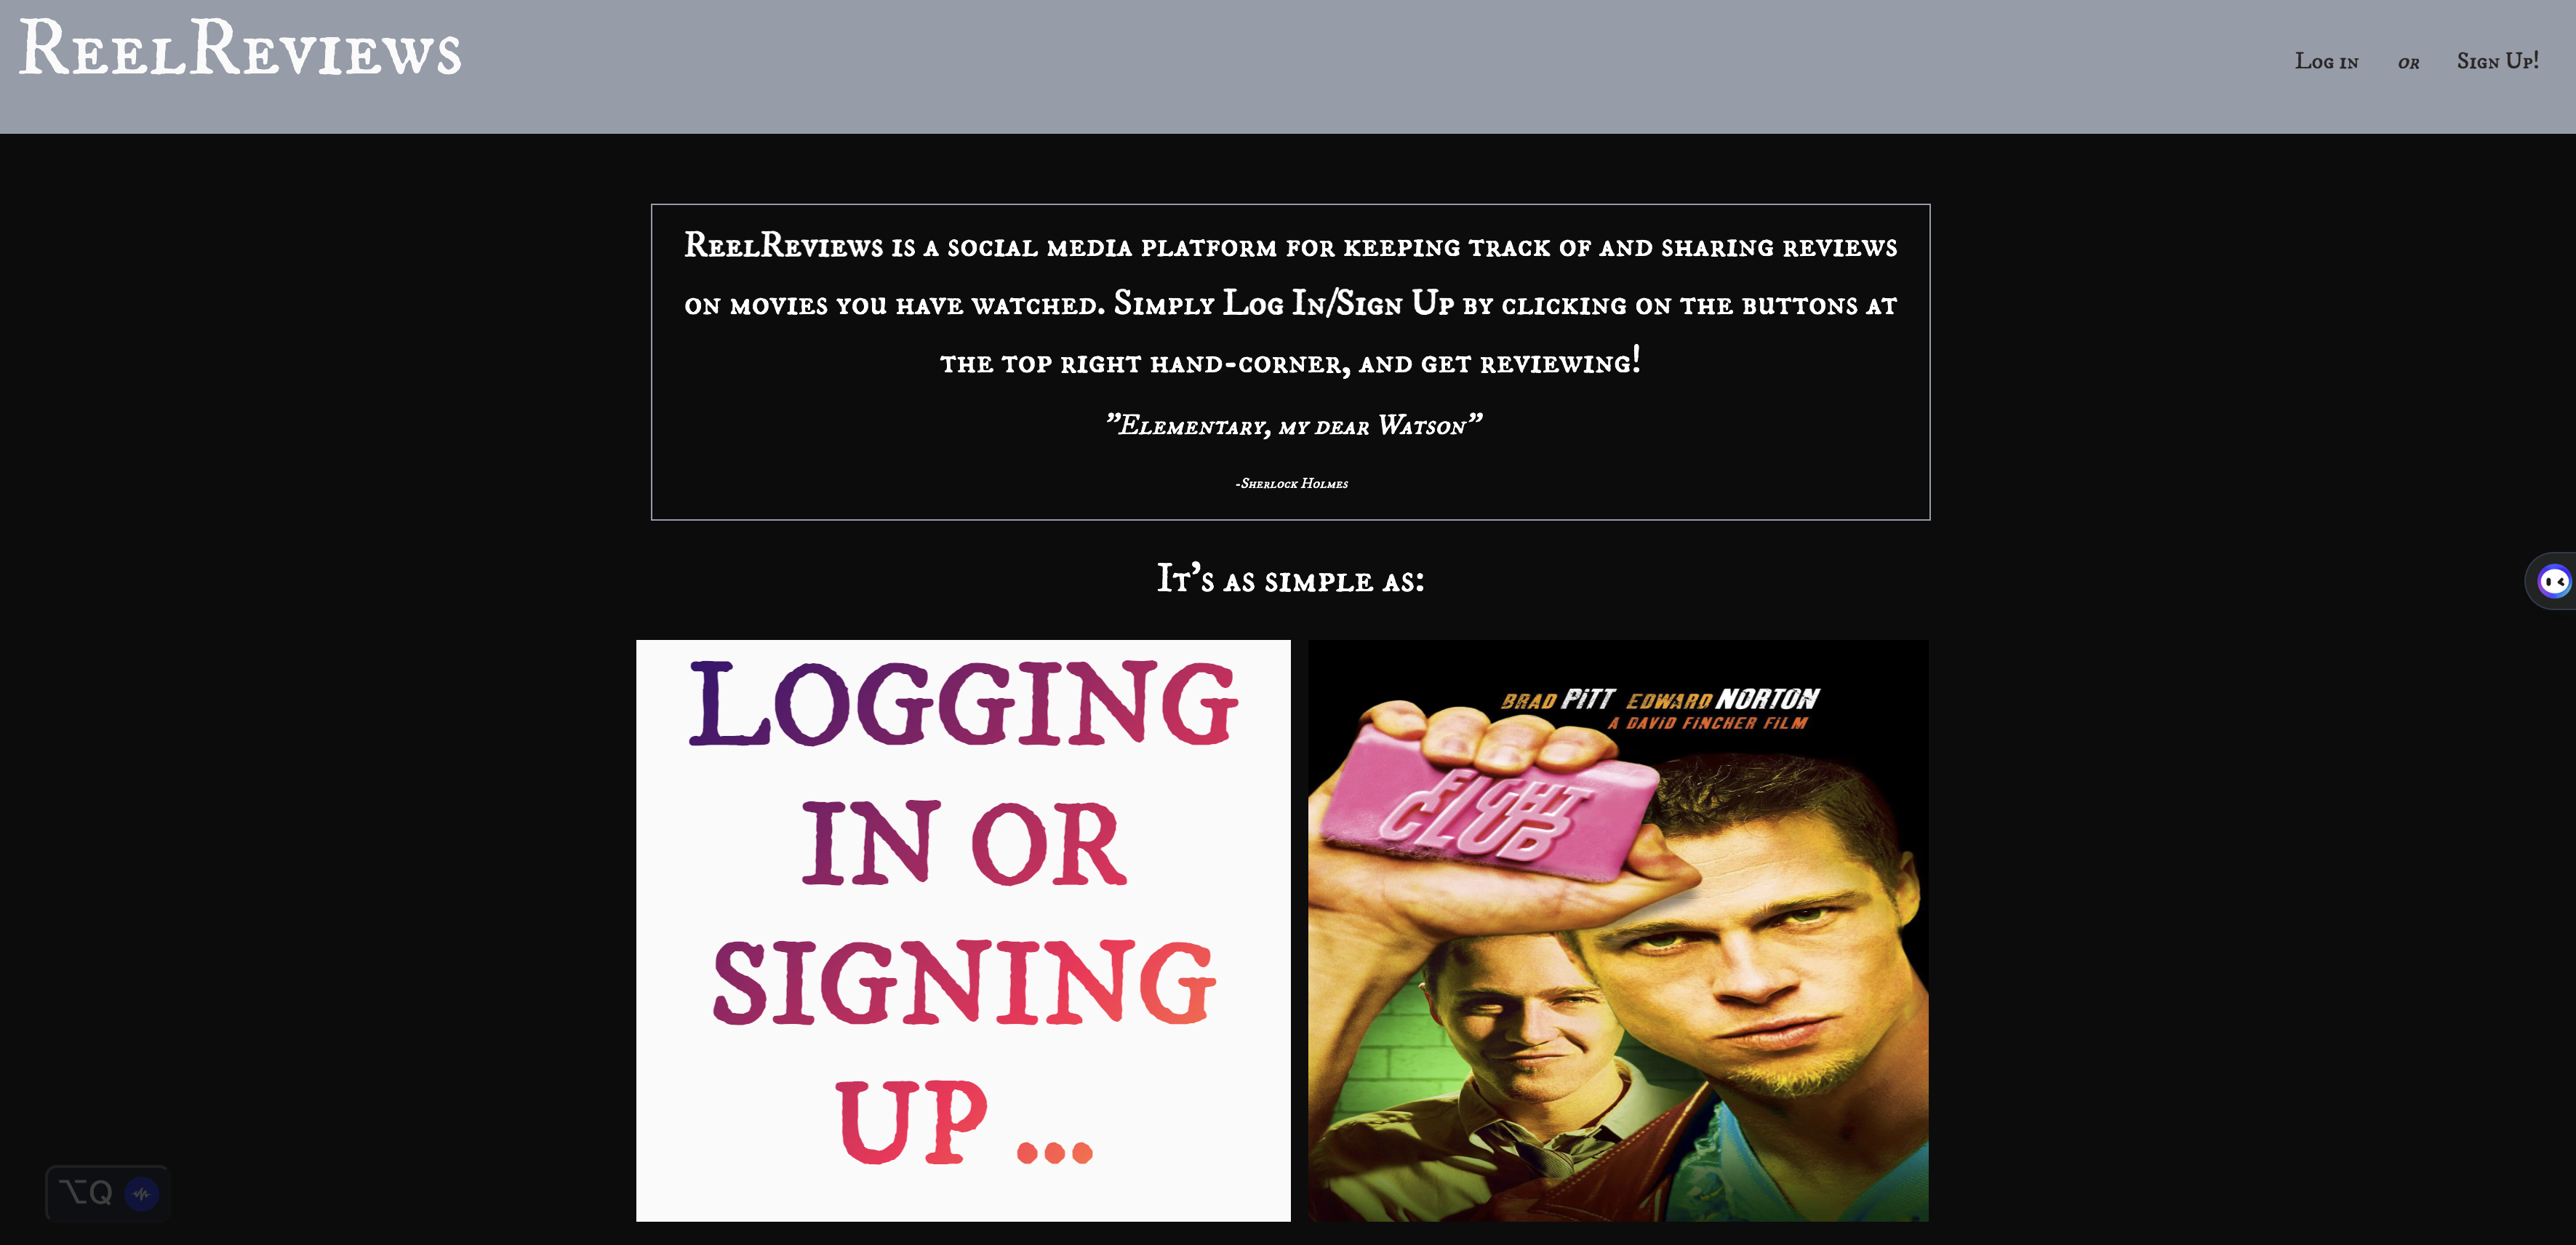 ReelReviews
Log in or Sign Up!
ReelReviews is a social media platform for keeping track of and sharing reviews
on movies you have watched. Simply Log In/Sign Up by clicking on the buttons at
the top right hand-corner, and get reviewing!
"Elementary, my dear Watson"
-Sherlock Holmes
It's as simple as:
LOGGING
IN OR
SIGNING
UP ...
BRAD PiTT EDWARD NORTON
A DAVID FiNCHER FiLM
FIGHT
CLUB
⌥Q